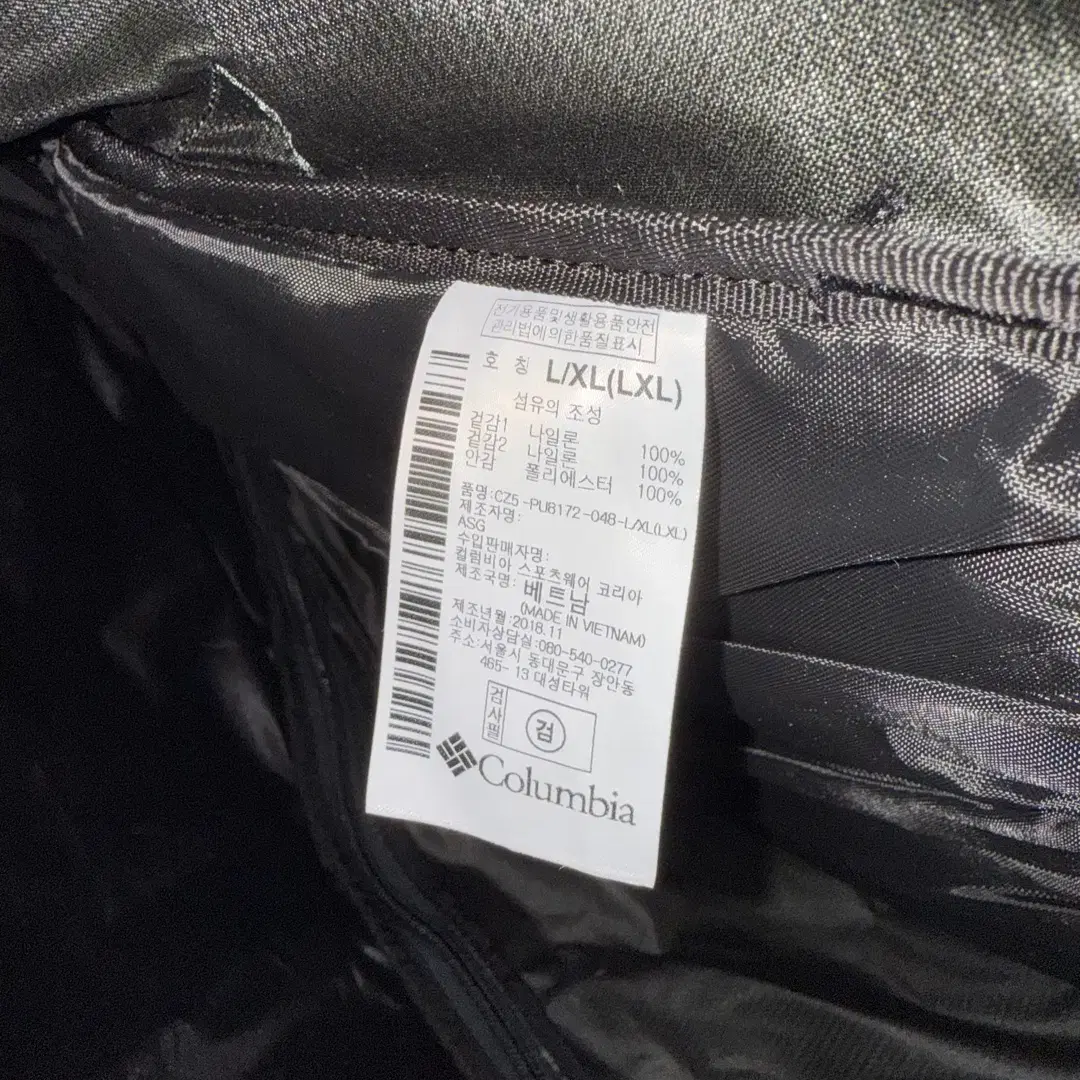 전기용품및생활용품안전
관리법에의한품질표시
호 칭 L/XL(LXL)
섬유의 조성
겉감1 나일론 100%
겉감2 나일론 100%
안감 폴리에스터 100%
품명:CZ5-PU8172-048-L/XL(LXL)
제조자명:
ASG
수입판매자명:
컬럼비아 스포츠웨어 코리아
제조국명: 베트남
(MADE IN VIETNAM)
제조년월:2018.11
소비자상담실:080-540-0277
주소:서울시 동대문구 장안동
465-13 대성타워
검사필 검
Columbia